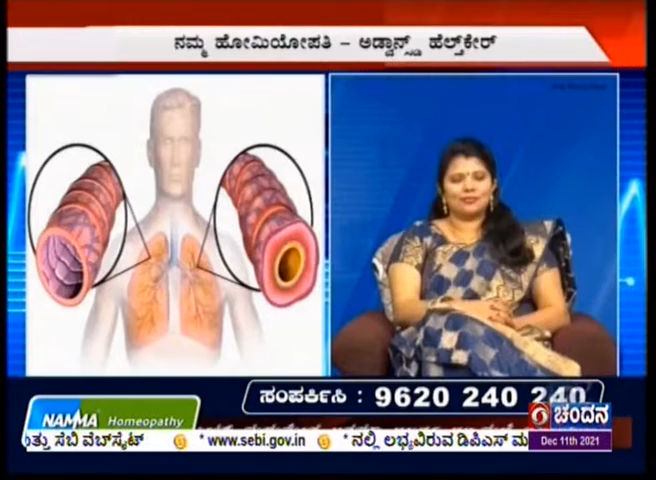 ನಮ್ಮ ಹೋಮಿಯೋಪತಿ – ಅಡ್ವಾನ್ಸ್ಡ್ ಹೆಲ್ತ್‌ಕೇರ್
ಸಂಪರ್ಕಿಸಿ : 9620 240 240
NAMMA Homeopathy
ಚಂದನ
ಸೆಬಿ ವೆಬ್‌ಸೈಟ್ * www.sebi.gov.in * ನಲ್ಲಿ ಲಭ್ಯವಿರುವ ಡಿಪಿಎಸ್
Dec 11th 2021